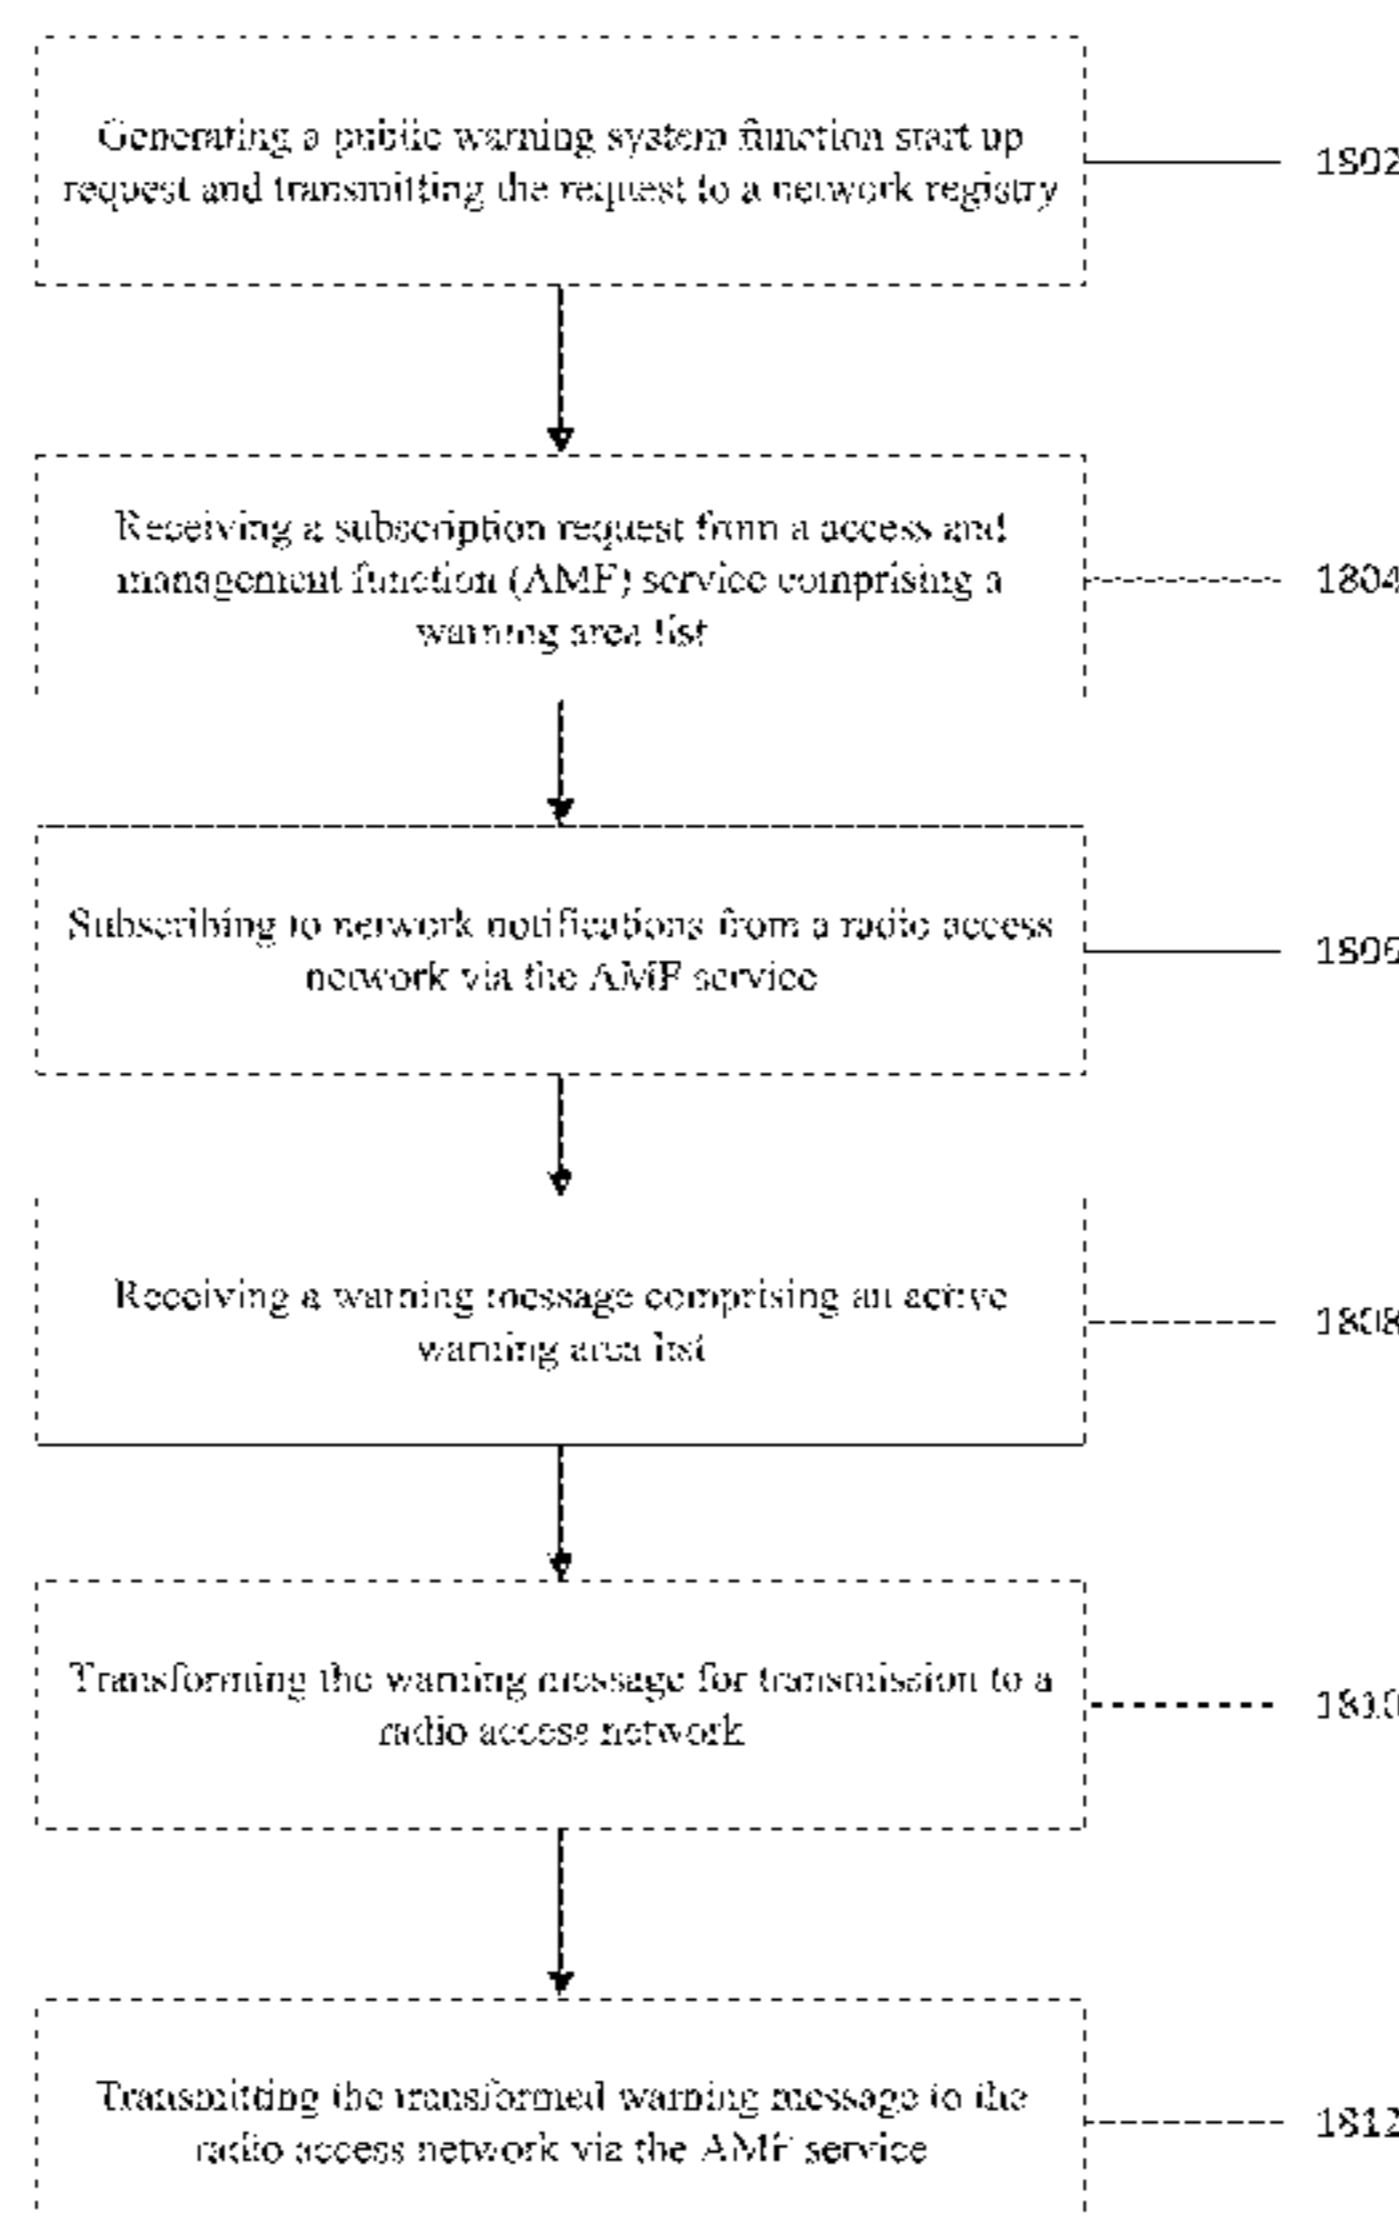 Generating a public warning system function start up
request and transmitting the request to a network registry
1802
Receiving a subscription request from a access and
management function (AMF) service comprising a
warning area list
1804
Subscribing to network notifications from a radio access
network via the AMF service
1806
Receiving a warning message comprising an active
warning area list
1808
Transforming the warning message for transmission to a
radio access network
1810
Transmitting the transformed warning message to the
radio access network via the AMF service
1812